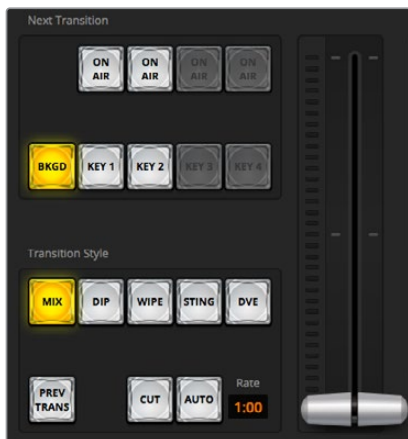 Next Transition
ON AIR ON AIR ON AIR ON AIR
BKGD KEY 1 KEY 2 KEY 3 KEY 4
Transition Style
MIX DIP WIPE STING DVE
PREV TRANS CUT AUTO Rate 1:00